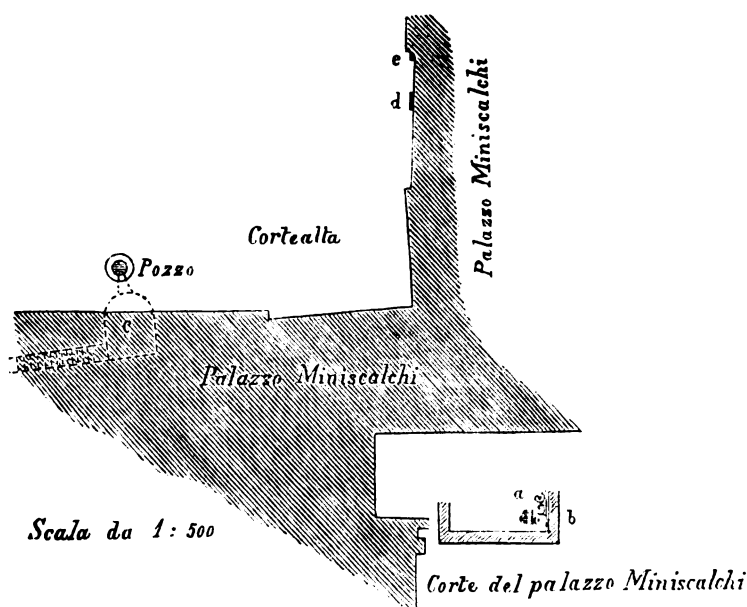 e
d
Palazzo Miniscalchi
Cortealta
Pozzo
c
Palazzo Miniscalchi
a
b
Scala da 1 : 500
Corte del palazzo Miniscalchi